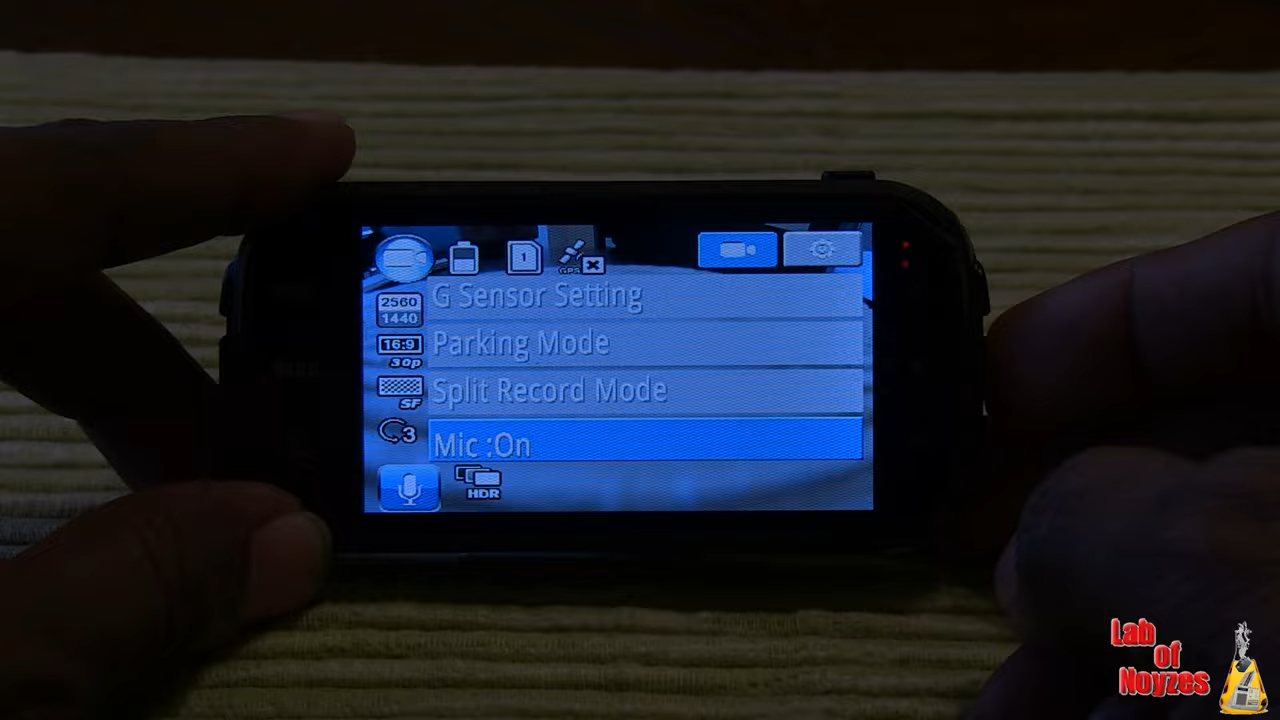 1
GPS
2560
1440
G Sensor Setting
16:9
30p
Parking Mode
SF
Split Record Mode
3
Mic :On
HDR
Lab
of
Noyzes